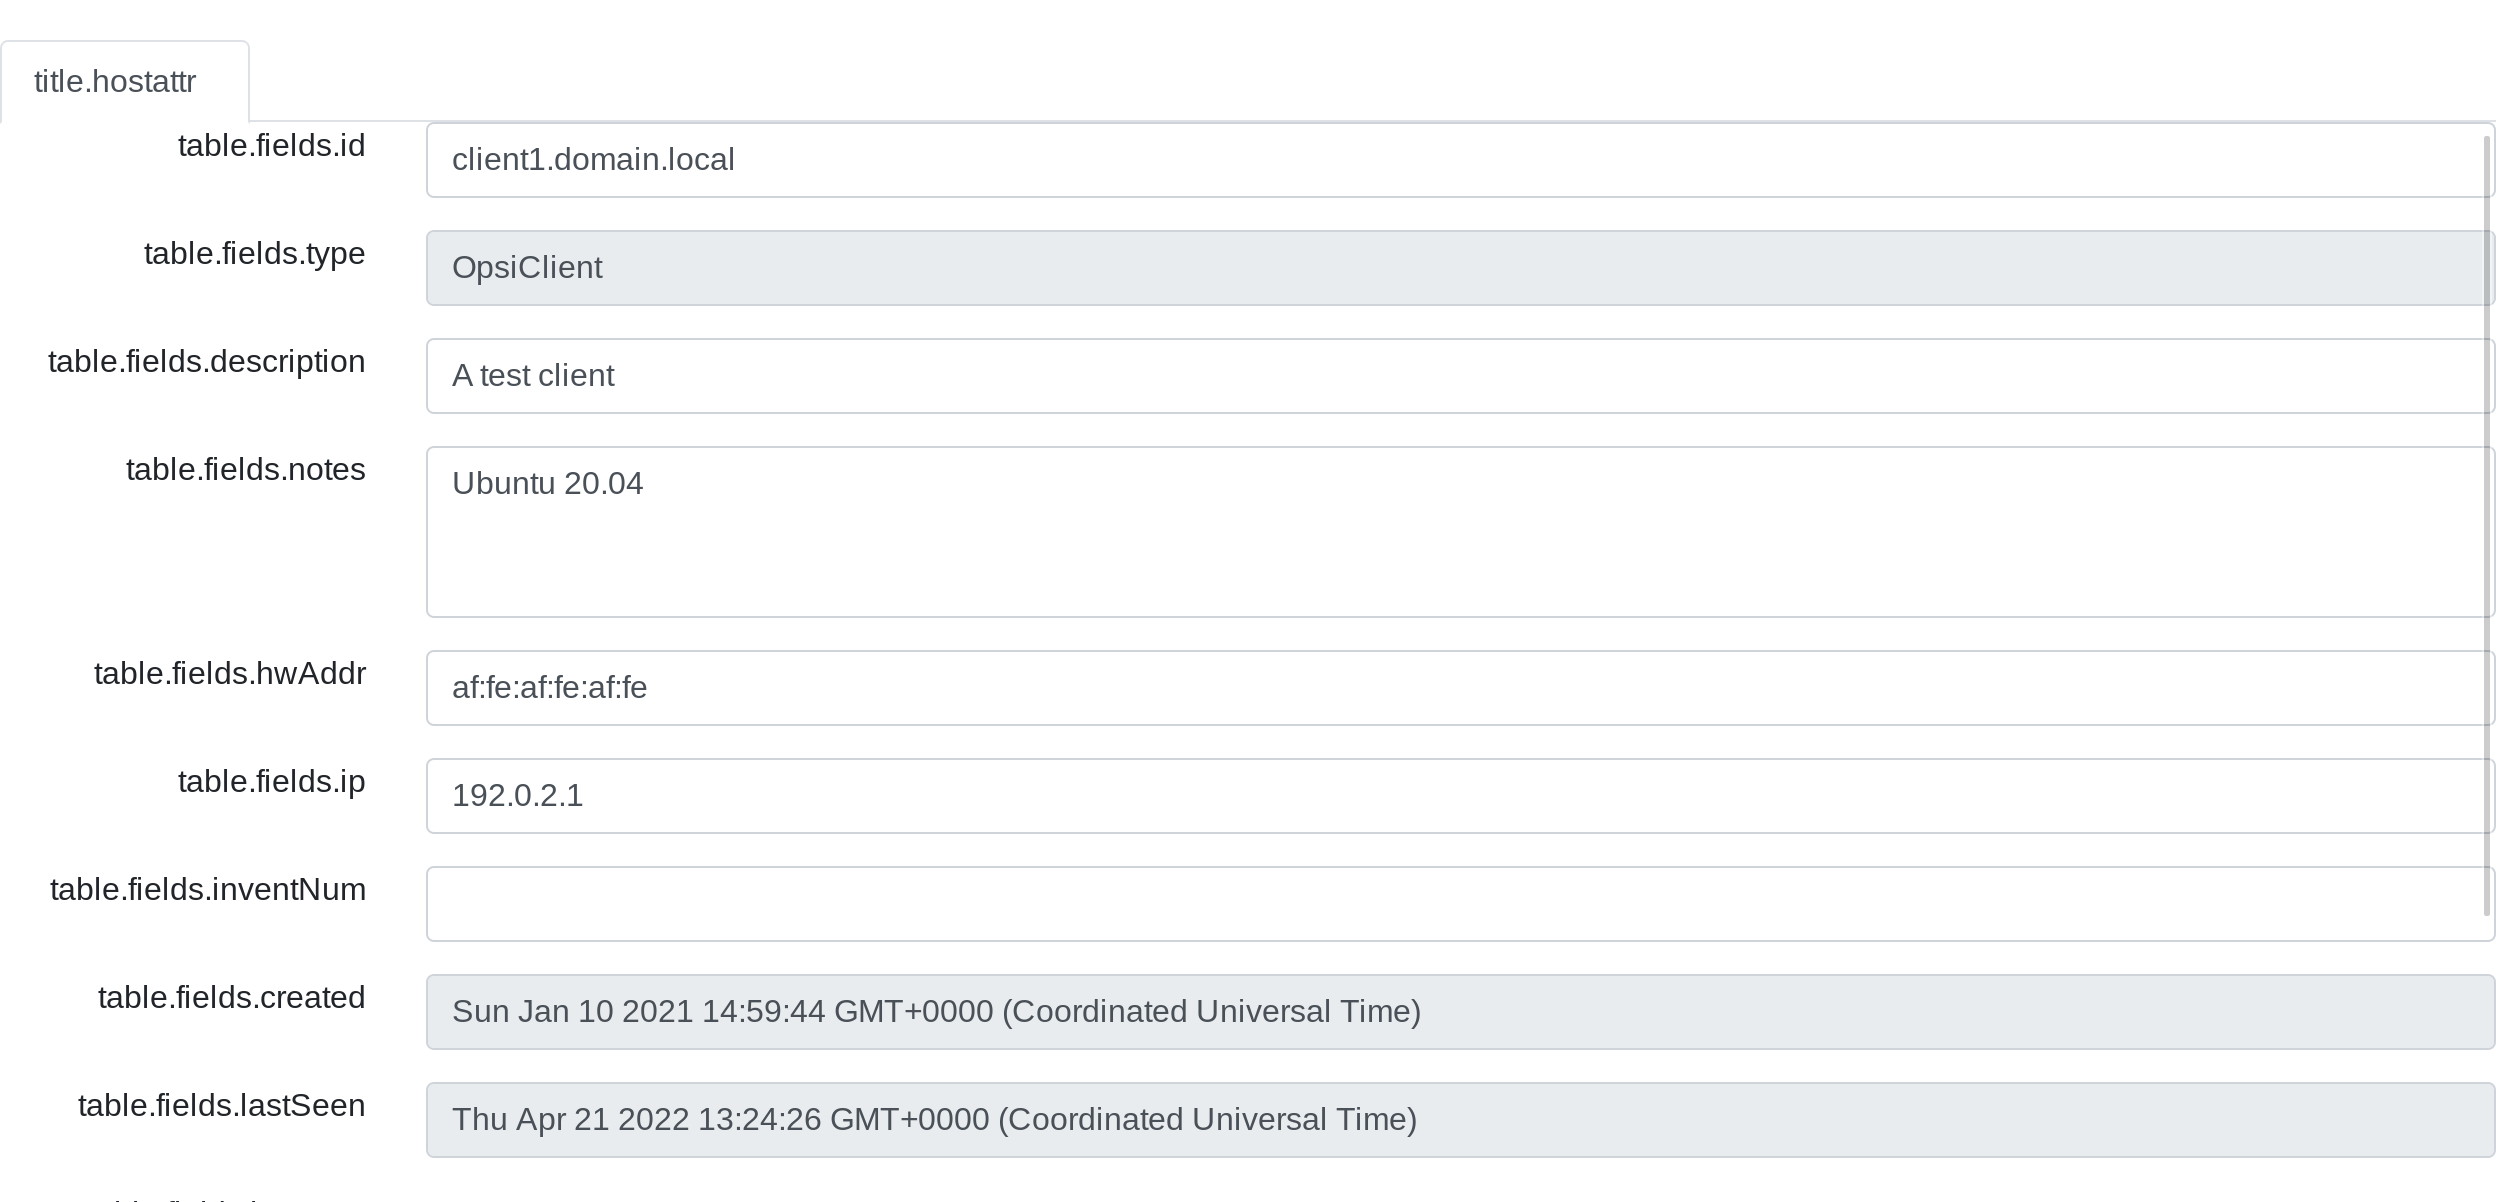 title.hostattr
table.fields.id
client1.domain.local
table.fields.type
OpsiClient
table.fields.description
A test client
table.fields.notes
Ubuntu 20.04
table.fields.hwAddr
af:fe:af:fe:af:fe
table.fields.ip
192.0.2.1
table.fields.inventNum
table.fields.created
Sun Jan 10 2021 14:59:44 GMT+0000 (Coordinated Universal Time)
table.fields.lastSeen
Thu Apr 21 2022 13:24:26 GMT+0000 (Coordinated Universal Time)